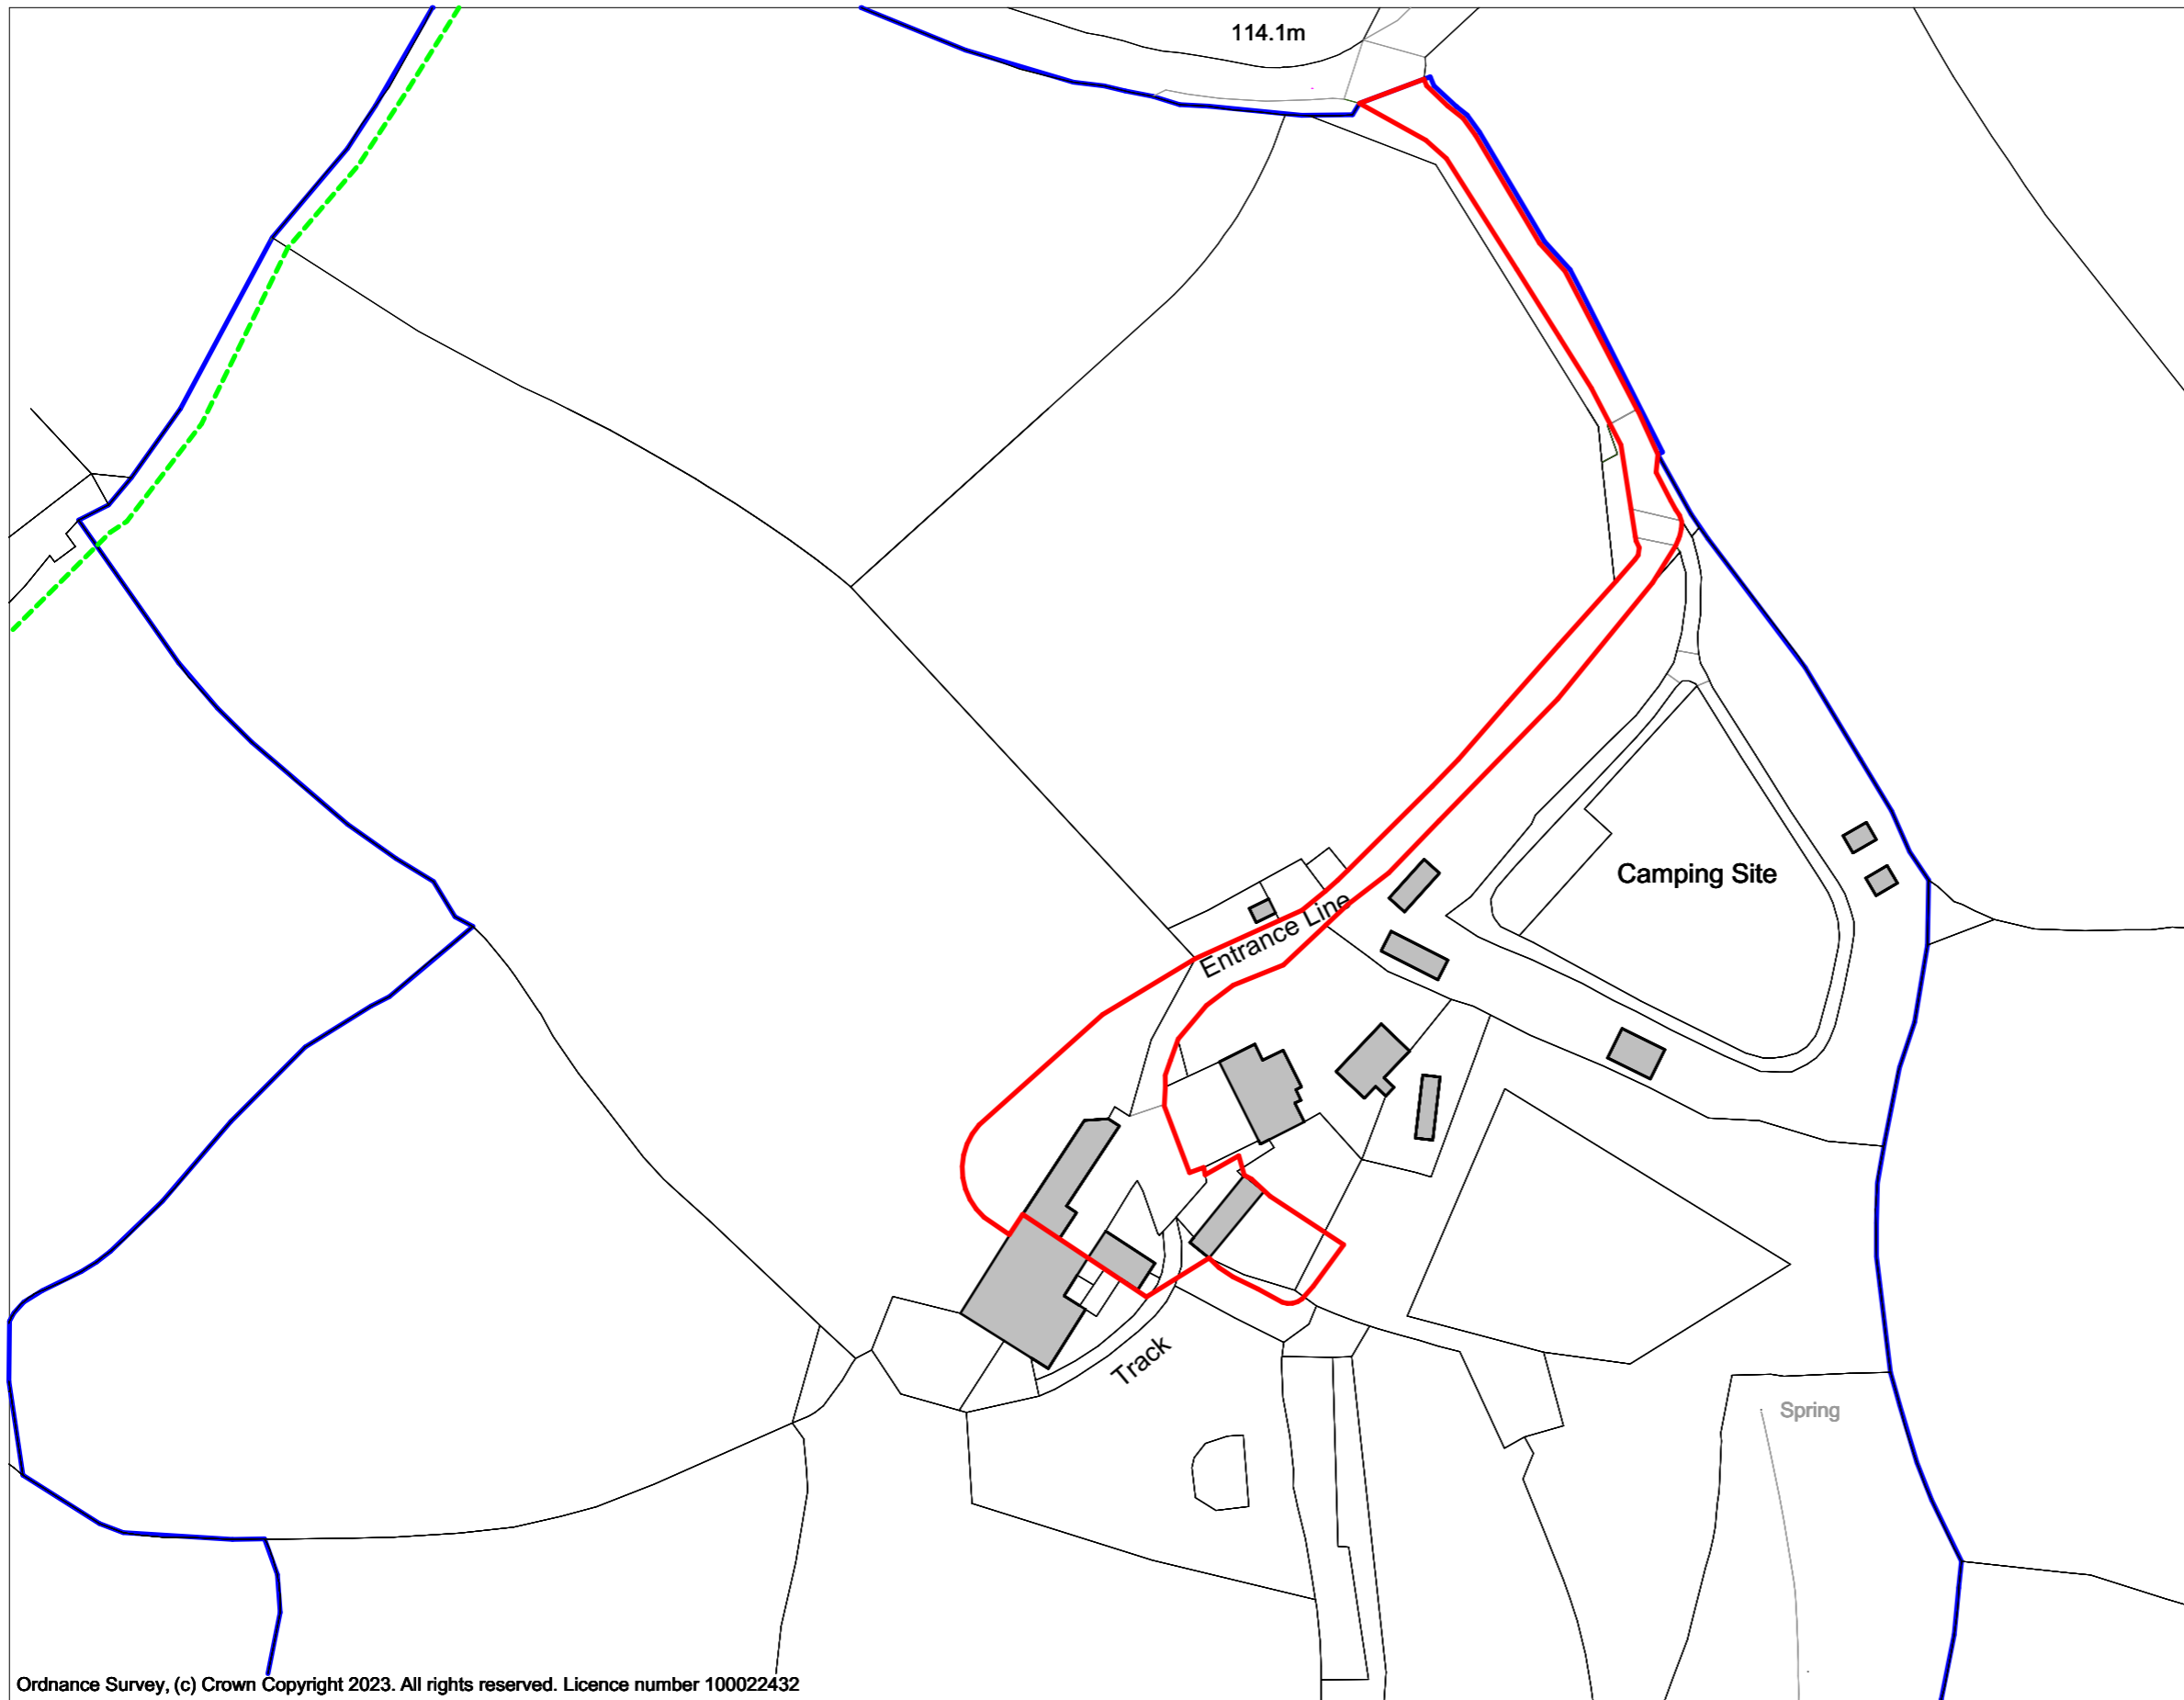 114.1m
Camping Site
Entrance Line
Track
Spring
Ordnance Survey, (c) Crown Copyright 2023. All rights reserved. Licence number 100022432